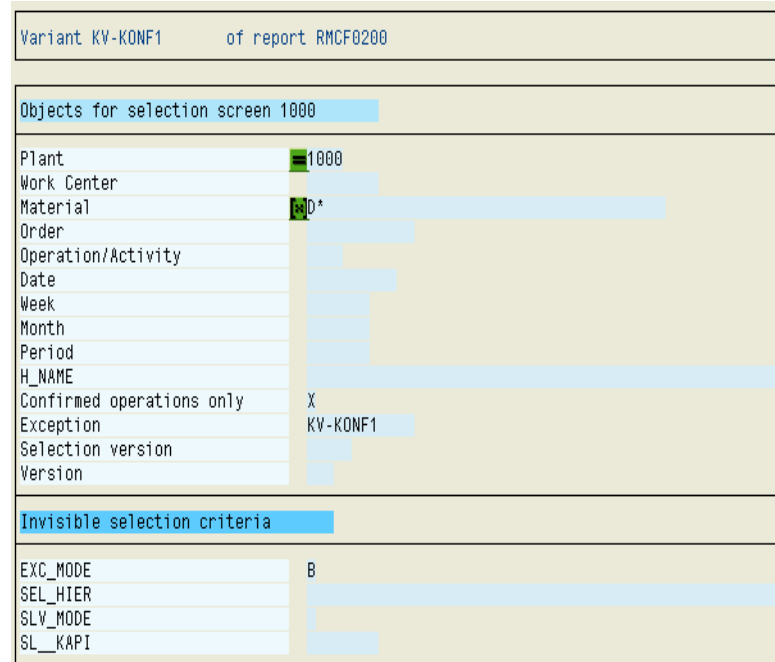 Variant KV-KONF1 of report RMCF0200
Objects for selection screen 1000
Plant = 1000
Work Center
Material [*] D*
Order
Operation/Activity
Date
Week
Month
Period
H_NAME
Confirmed operations only X
Exception KV-KONF1
Selection version
Version
Invisible selection criteria
EXC_MODE B
SEL_HIER
SLV_MODE
SL__KAPI